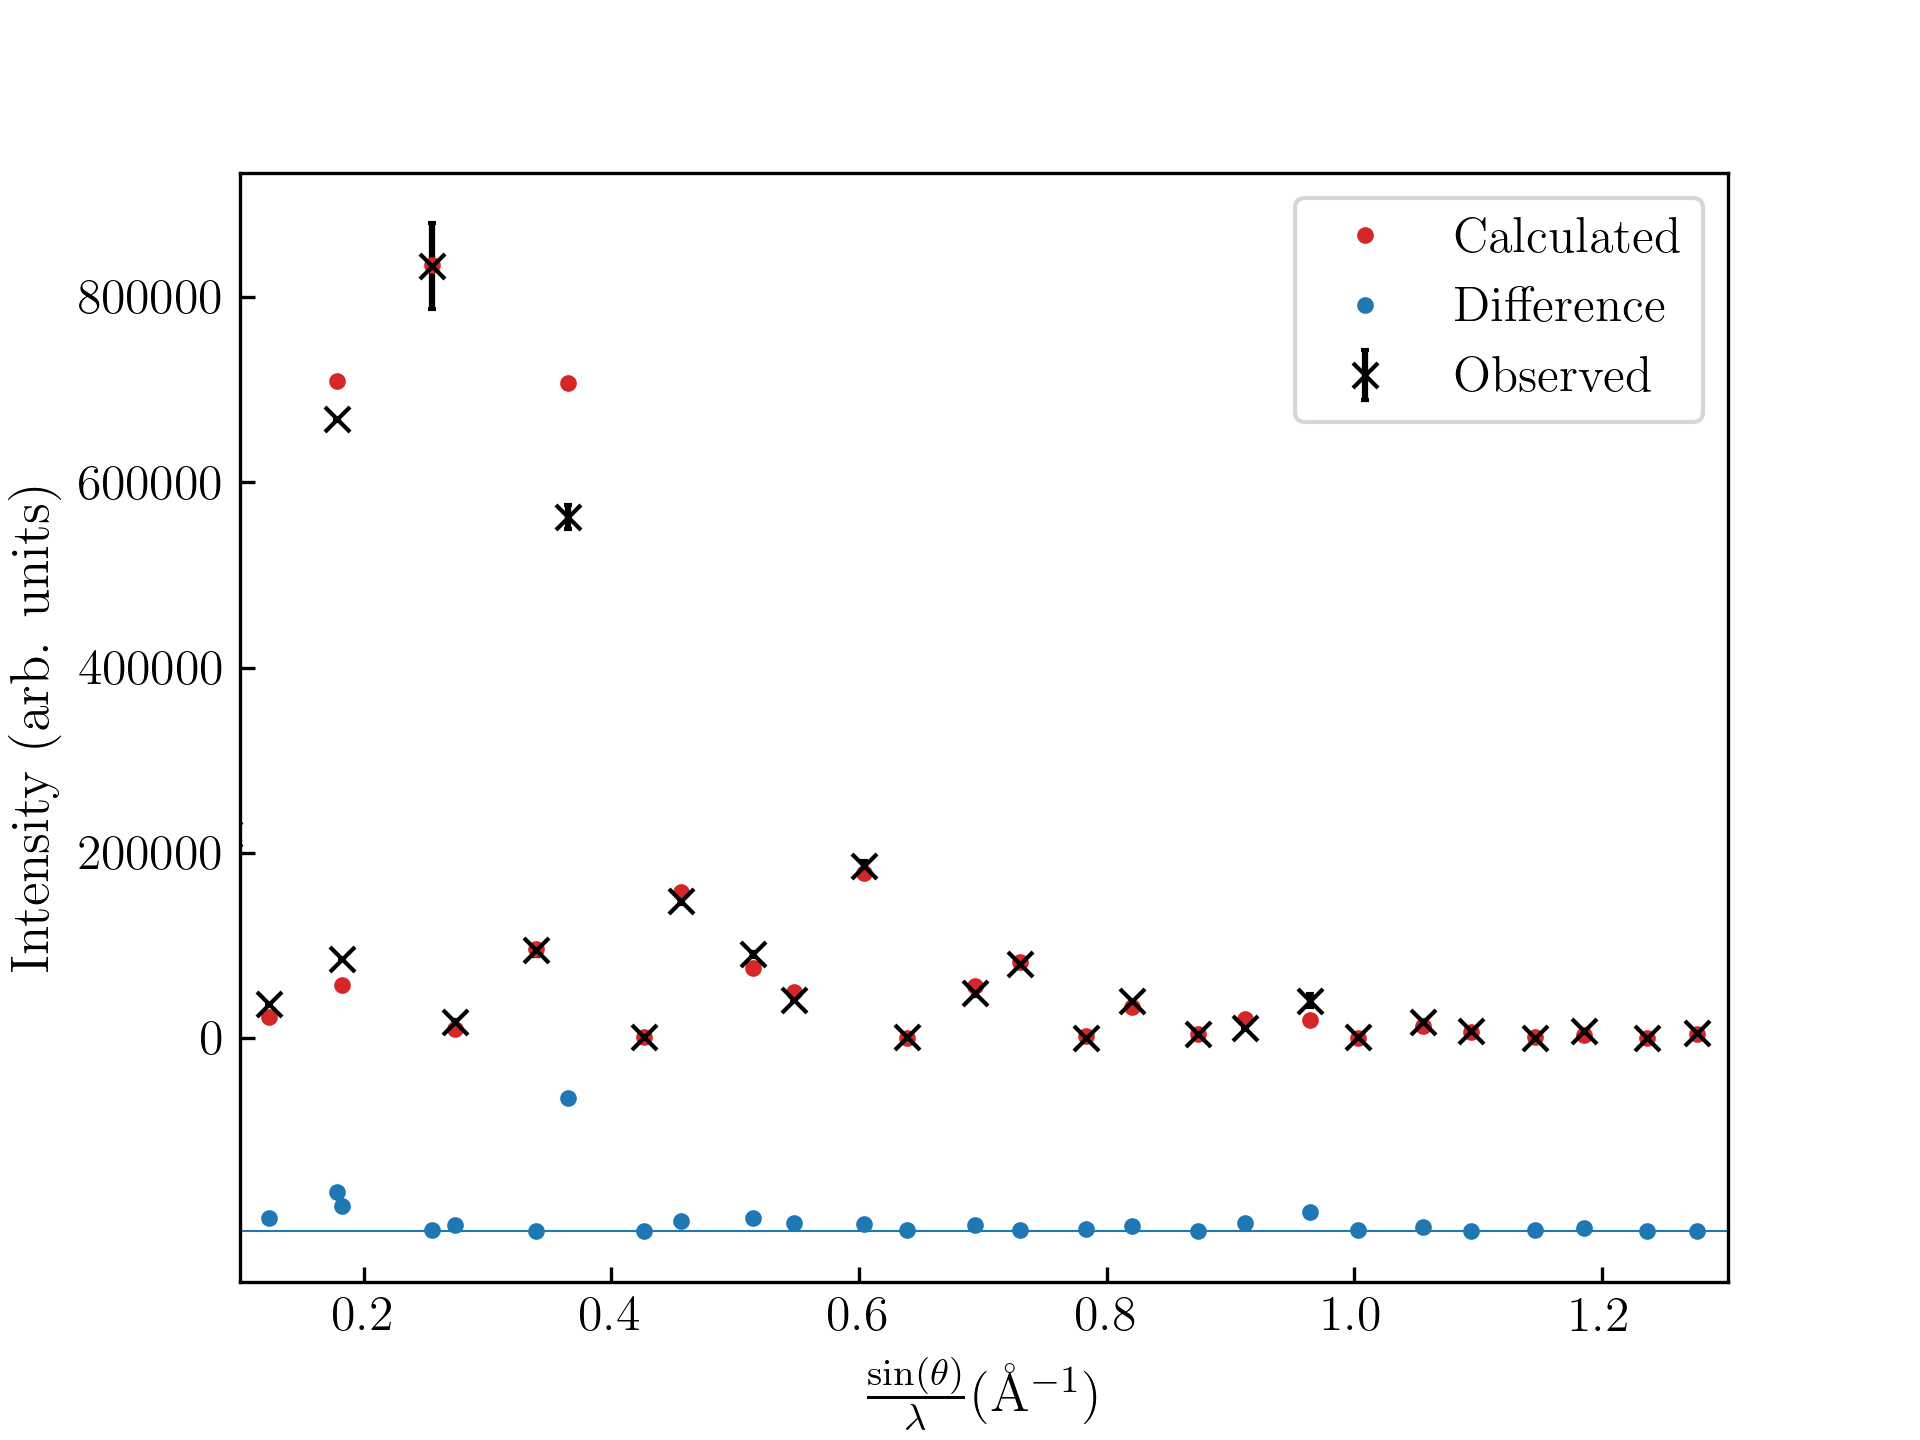 Calculated
Difference
Observed
800000
600000
400000
200000
0
Intensity (arb. units)
0.2 0.4 0.6 0.8 1.0 1.2
sin(θ)/λ (Å⁻¹)